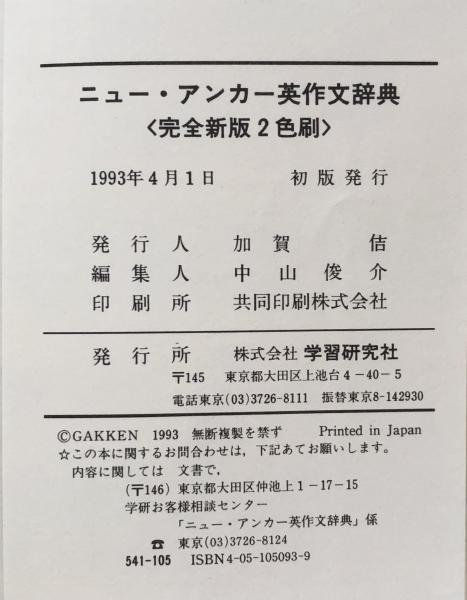 ニュー・アンカー英作文辞典
〈完全新版2色刷〉
1993年4月1日 初版発行
発行人 加賀 佶
編集人 中山俊介
印刷所 共同印刷株式会社
発行所 株式会社 学習研究社
〒145 東京都大田区上池台4-40-5
電話東京(03)3726-8111 振替東京8-142930
©GAKKEN 1993 無断複製を禁ず Printed in Japan
☆この本に関するお問合わせは，下記あてお願いします。
内容に関しては 文書で，
(〒146) 東京都大田区仲池上1-17-15
学研お客様相談センター
「ニュー・アンカー英作文辞典」係
☎ 東京(03)3726-8124
541-105 ISBN4-05-105093-9